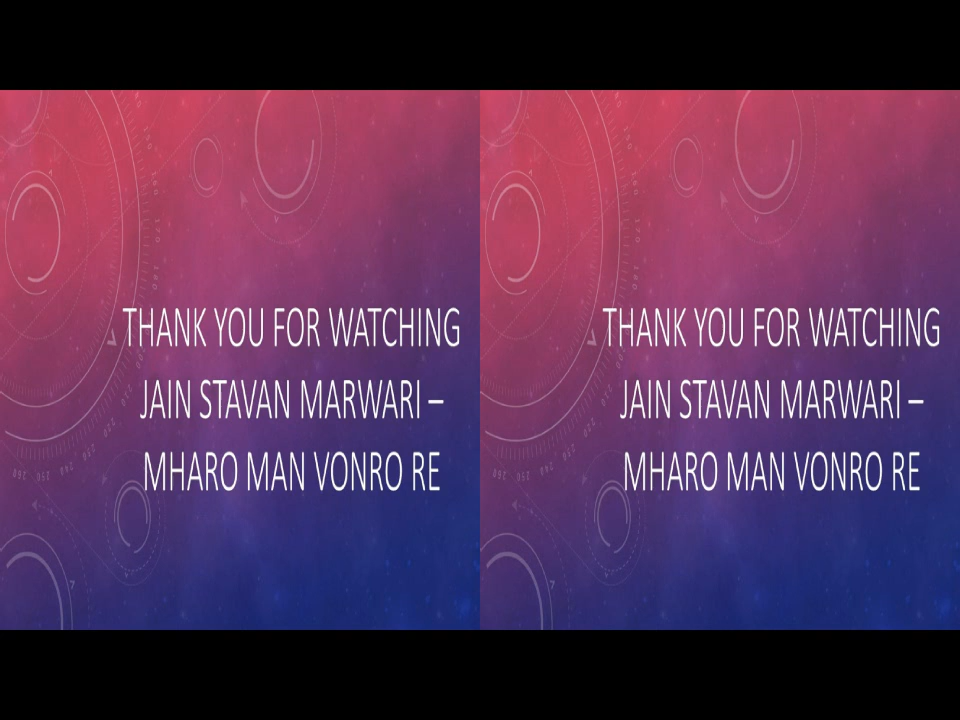 THANK YOU FOR WATCHING
JAIN STAVAN MARWARI –
MHARO MAN VONRO RE
THANK YOU FOR WATCHING
JAIN STAVAN MARWARI –
MHARO MAN VONRO RE